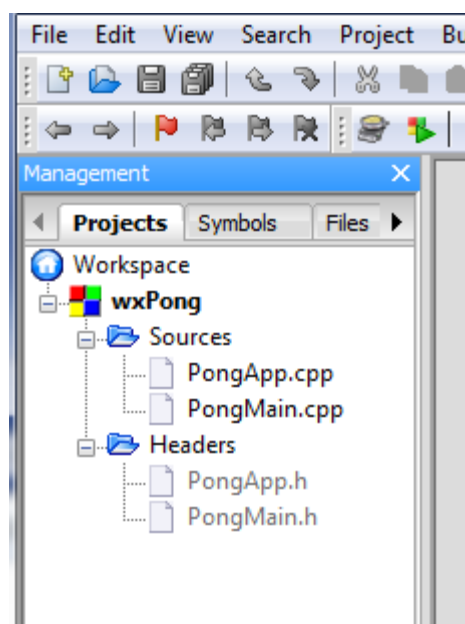 File Edit View Search Project Bu
Management
Projects Symbols Files
Workspace
wxPong
Sources
PongApp.cpp
PongMain.cpp
Headers
PongApp.h
PongMain.h